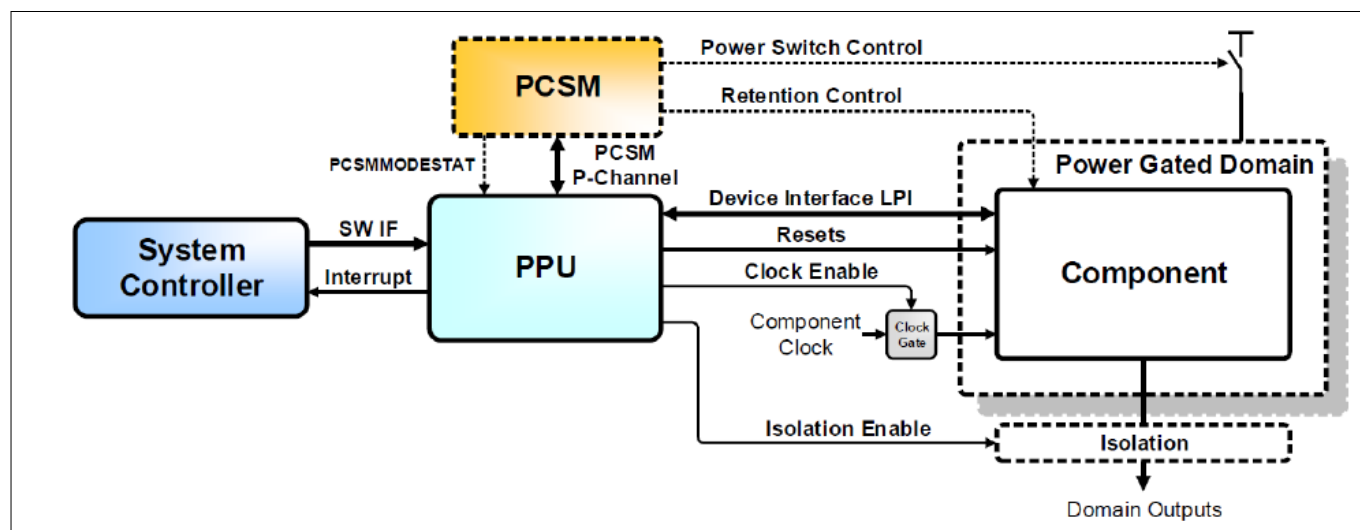 Power Switch Control
PCSM
Retention Control
PCSMMODESTAT
PCSM
P-Channel
Power Gated Domain
Device Interface LPI
SW IF
System
Controller
Interrupt
PPU
Resets
Clock Enable
Component
Component
Clock
Clock
Gate
Isolation Enable
Isolation
Domain Outputs